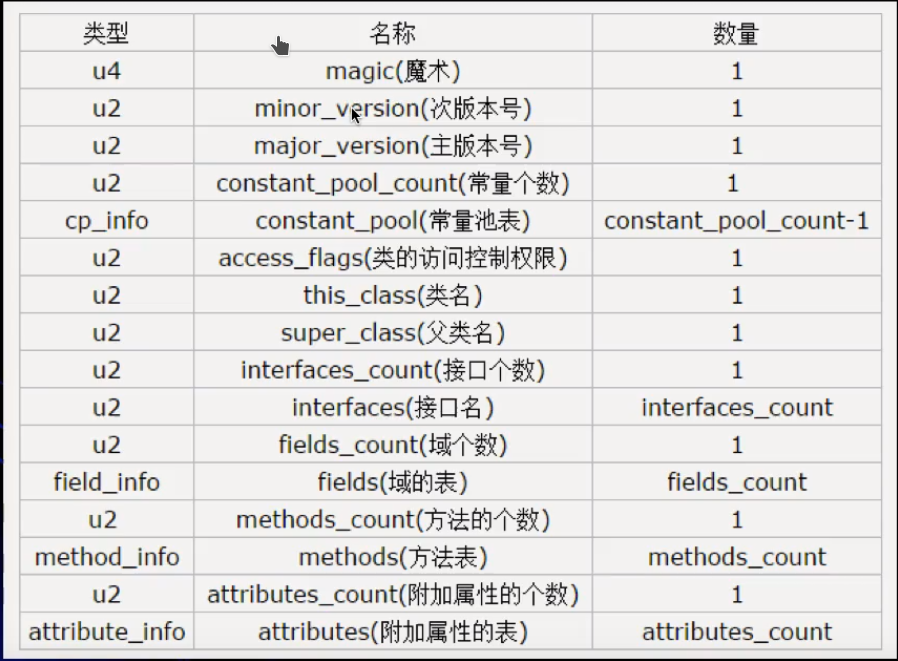 类型 名称 数量
u4 magic(魔术) 1
u2 minor_version(次版本号) 1
u2 major_version(主版本号) 1
u2 constant_pool_count(常量个数) 1
cp_info constant_pool(常量池表) constant_pool_count-1
u2 access_flags(类的访问控制权限) 1
u2 this_class(类名) 1
u2 super_class(父类名) 1
u2 interfaces_count(接口个数) 1
u2 interfaces(接口名) interfaces_count
u2 fields_count(域个数) 1
field_info fields(域的表) fields_count
u2 methods_count(方法的个数) 1
method_info methods(方法表) methods_count
u2 attributes_count(附加属性的个数) 1
attribute_info attributes(附加属性的表) attributes_count